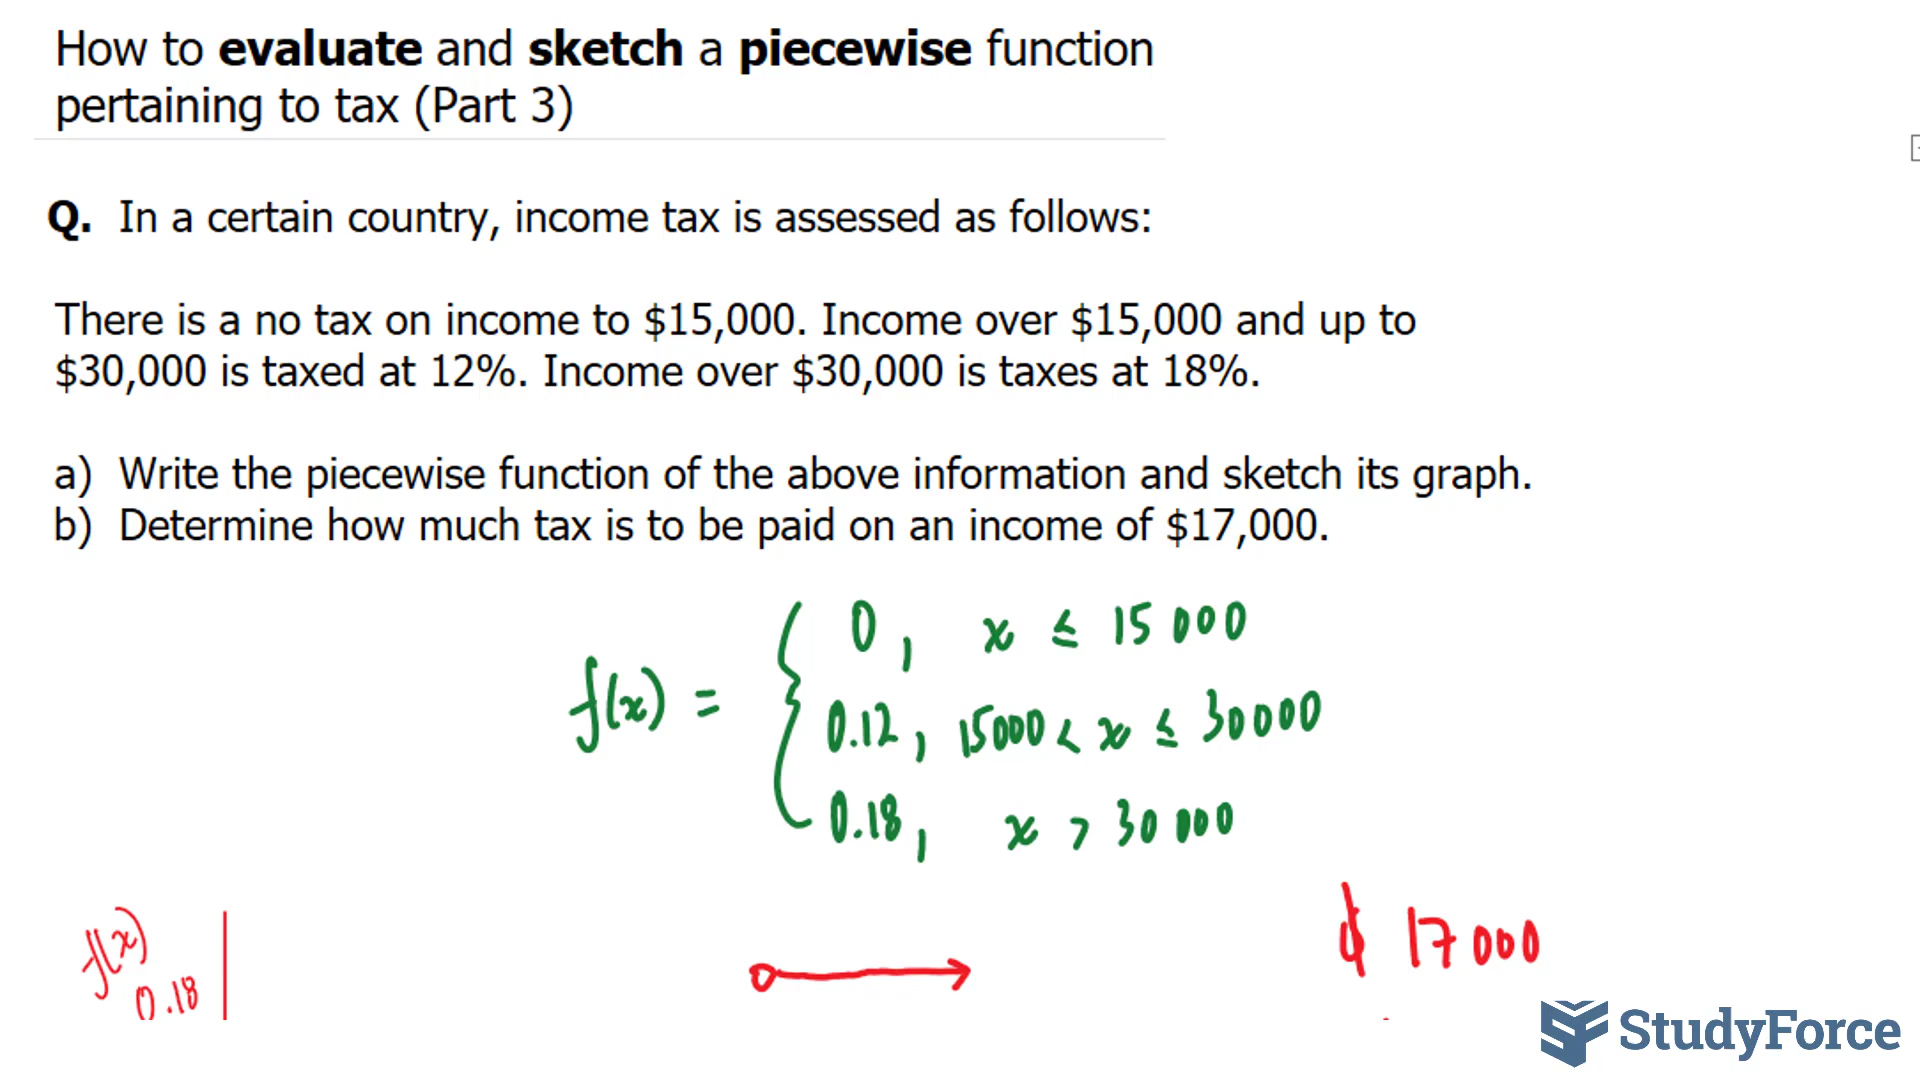 How to evaluate and sketch a piecewise function
pertaining to tax (Part 3)
Q. In a certain country, income tax is assessed as follows:
There is a no tax on income to $15,000. Income over $15,000 and up to
$30,000 is taxed at 12%. Income over $30,000 is taxes at 18%.
a) Write the piecewise function of the above information and sketch its graph.
b) Determine how much tax is to be paid on an income of $17,000.
0, x ≤ 15 000
f(x) = { 0.12, 15000 < x ≤ 30000
0.18, x > 30 000
f(x)
0.18
$ 17 000
StudyForce